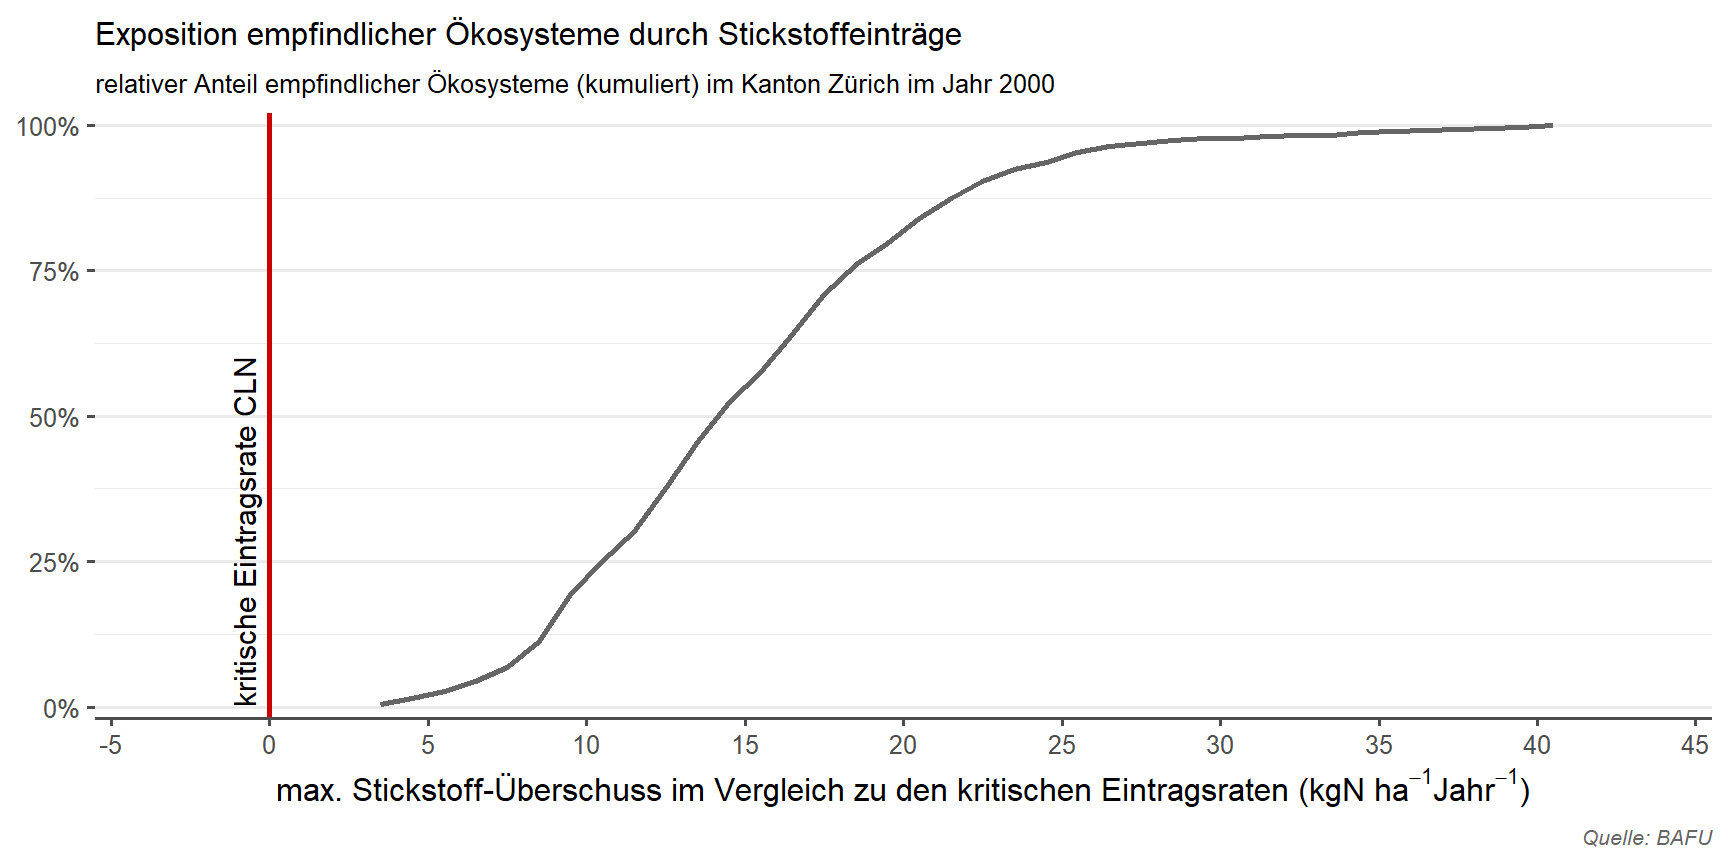 Exposition empfindlicher Ökosysteme durch Stickstoffeinträge
relativer Anteil empfindlicher Ökosysteme (kumuliert) im Kanton Zürich im Jahr 2000
100%
75%
50%
25%
0%
kritische Eintragsrate CLN
-5 0 5 10 15 20 25 30 35 40 45
max. Stickstoff-Überschuss im Vergleich zu den kritischen Eintragsraten (kgN ha⁻¹Jahr⁻¹)
Quelle: BAFU